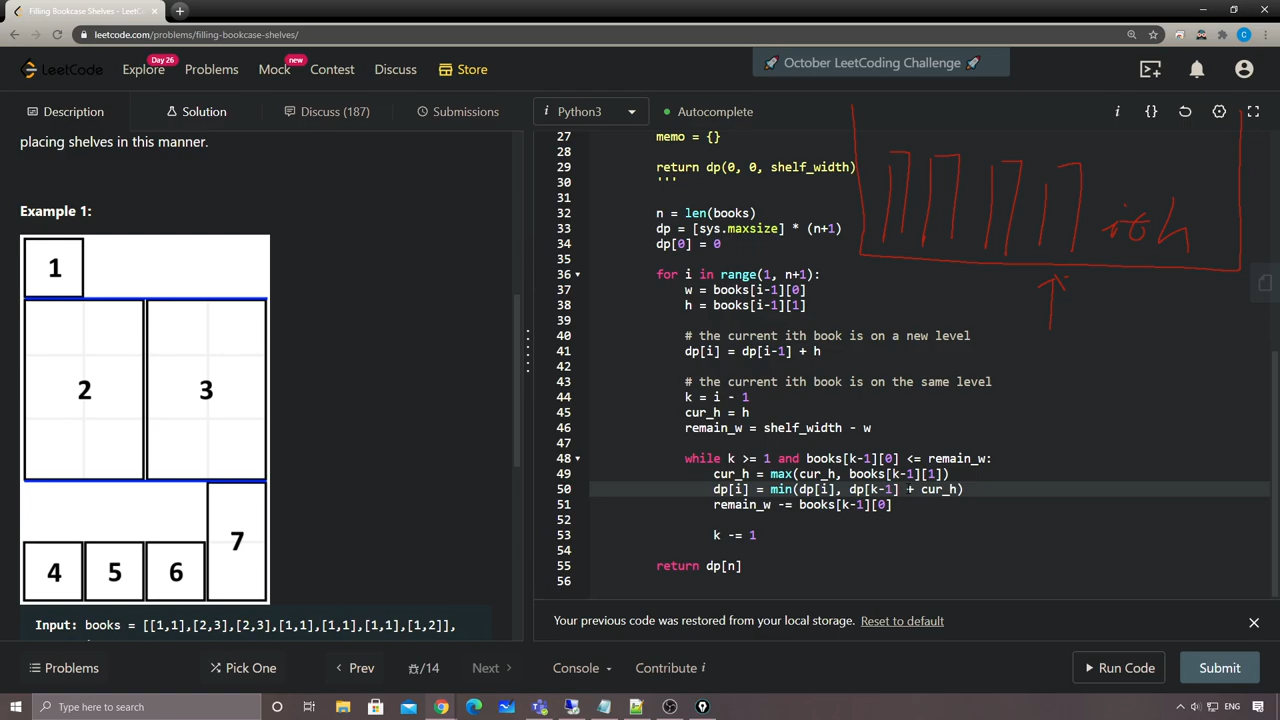 Filling Bookcase Shelves - LeetC
leetcode.com/problems/filling-bookcase-shelves/
LeetCode
Explore
Day 26
Problems
Mock
new
Contest
Discuss
Store
🚀 October LeetCoding Challenge 🚀
Description
Solution
Discuss (187)
Submissions
i Python3
Autocomplete
placing shelves in this manner.
Example 1:
1
2
3
4
5
6
7
Input: books = [[1,1],[2,3],[2,3],[1,1],[1,1],[1,1],[1,2]],
27 memo = {}
28
29 return dp(0, 0, shelf_width)
30 '''
31
32 n = len(books)
33 dp = [sys.maxsize] * (n+1)
34 dp[0] = 0
35
36 for i in range(1, n+1):
37 w = books[i-1][0]
38 h = books[i-1][1]
39
40 # the current ith book is on a new level
41 dp[i] = dp[i-1] + h
42
43 # the current ith book is on the same level
44 k = i - 1
45 cur_h = h
46 remain_w = shelf_width - w
47
48 while k >= 1 and books[k-1][0] <= remain_w:
49 cur_h = max(cur_h, books[k-1][1])
50 dp[i] = min(dp[i], dp[k-1] + cur_h)
51 remain_w -= books[k-1][0]
52
53 k -= 1
54
55 return dp[n]
56
ith
Your previous code was restored from your local storage. Reset to default
Problems
Pick One
Prev
/14
Next
Console
Contribute i
Run Code
Submit
Type here to search
ENG